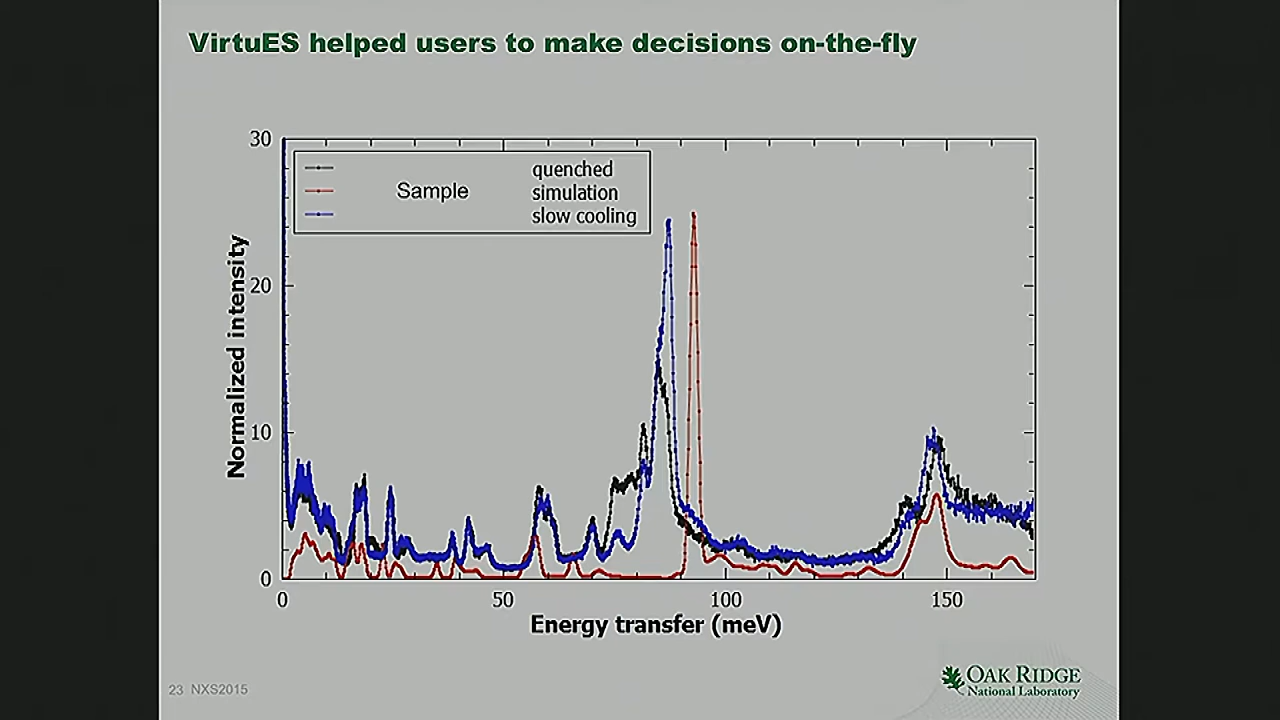 VirtuES helped users to make decisions on-the-fly
30
20
10
0
Normalized intensity
Sample
quenched
simulation
slow cooling
0 50 100 150
Energy transfer (meV)
23 NXS2015
OAK RIDGE
National Laboratory